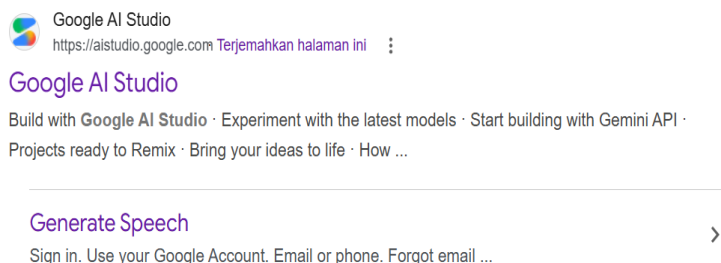 Google AI Studio
https://aistudio.google.com Terjemahkan halaman ini
Google AI Studio
Build with Google AI Studio · Experiment with the latest models · Start building with Gemini API ·
Projects ready to Remix · Bring your ideas to life · How ...
Generate Speech
Sign in. Use your Google Account. Email or phone. Forgot email ...